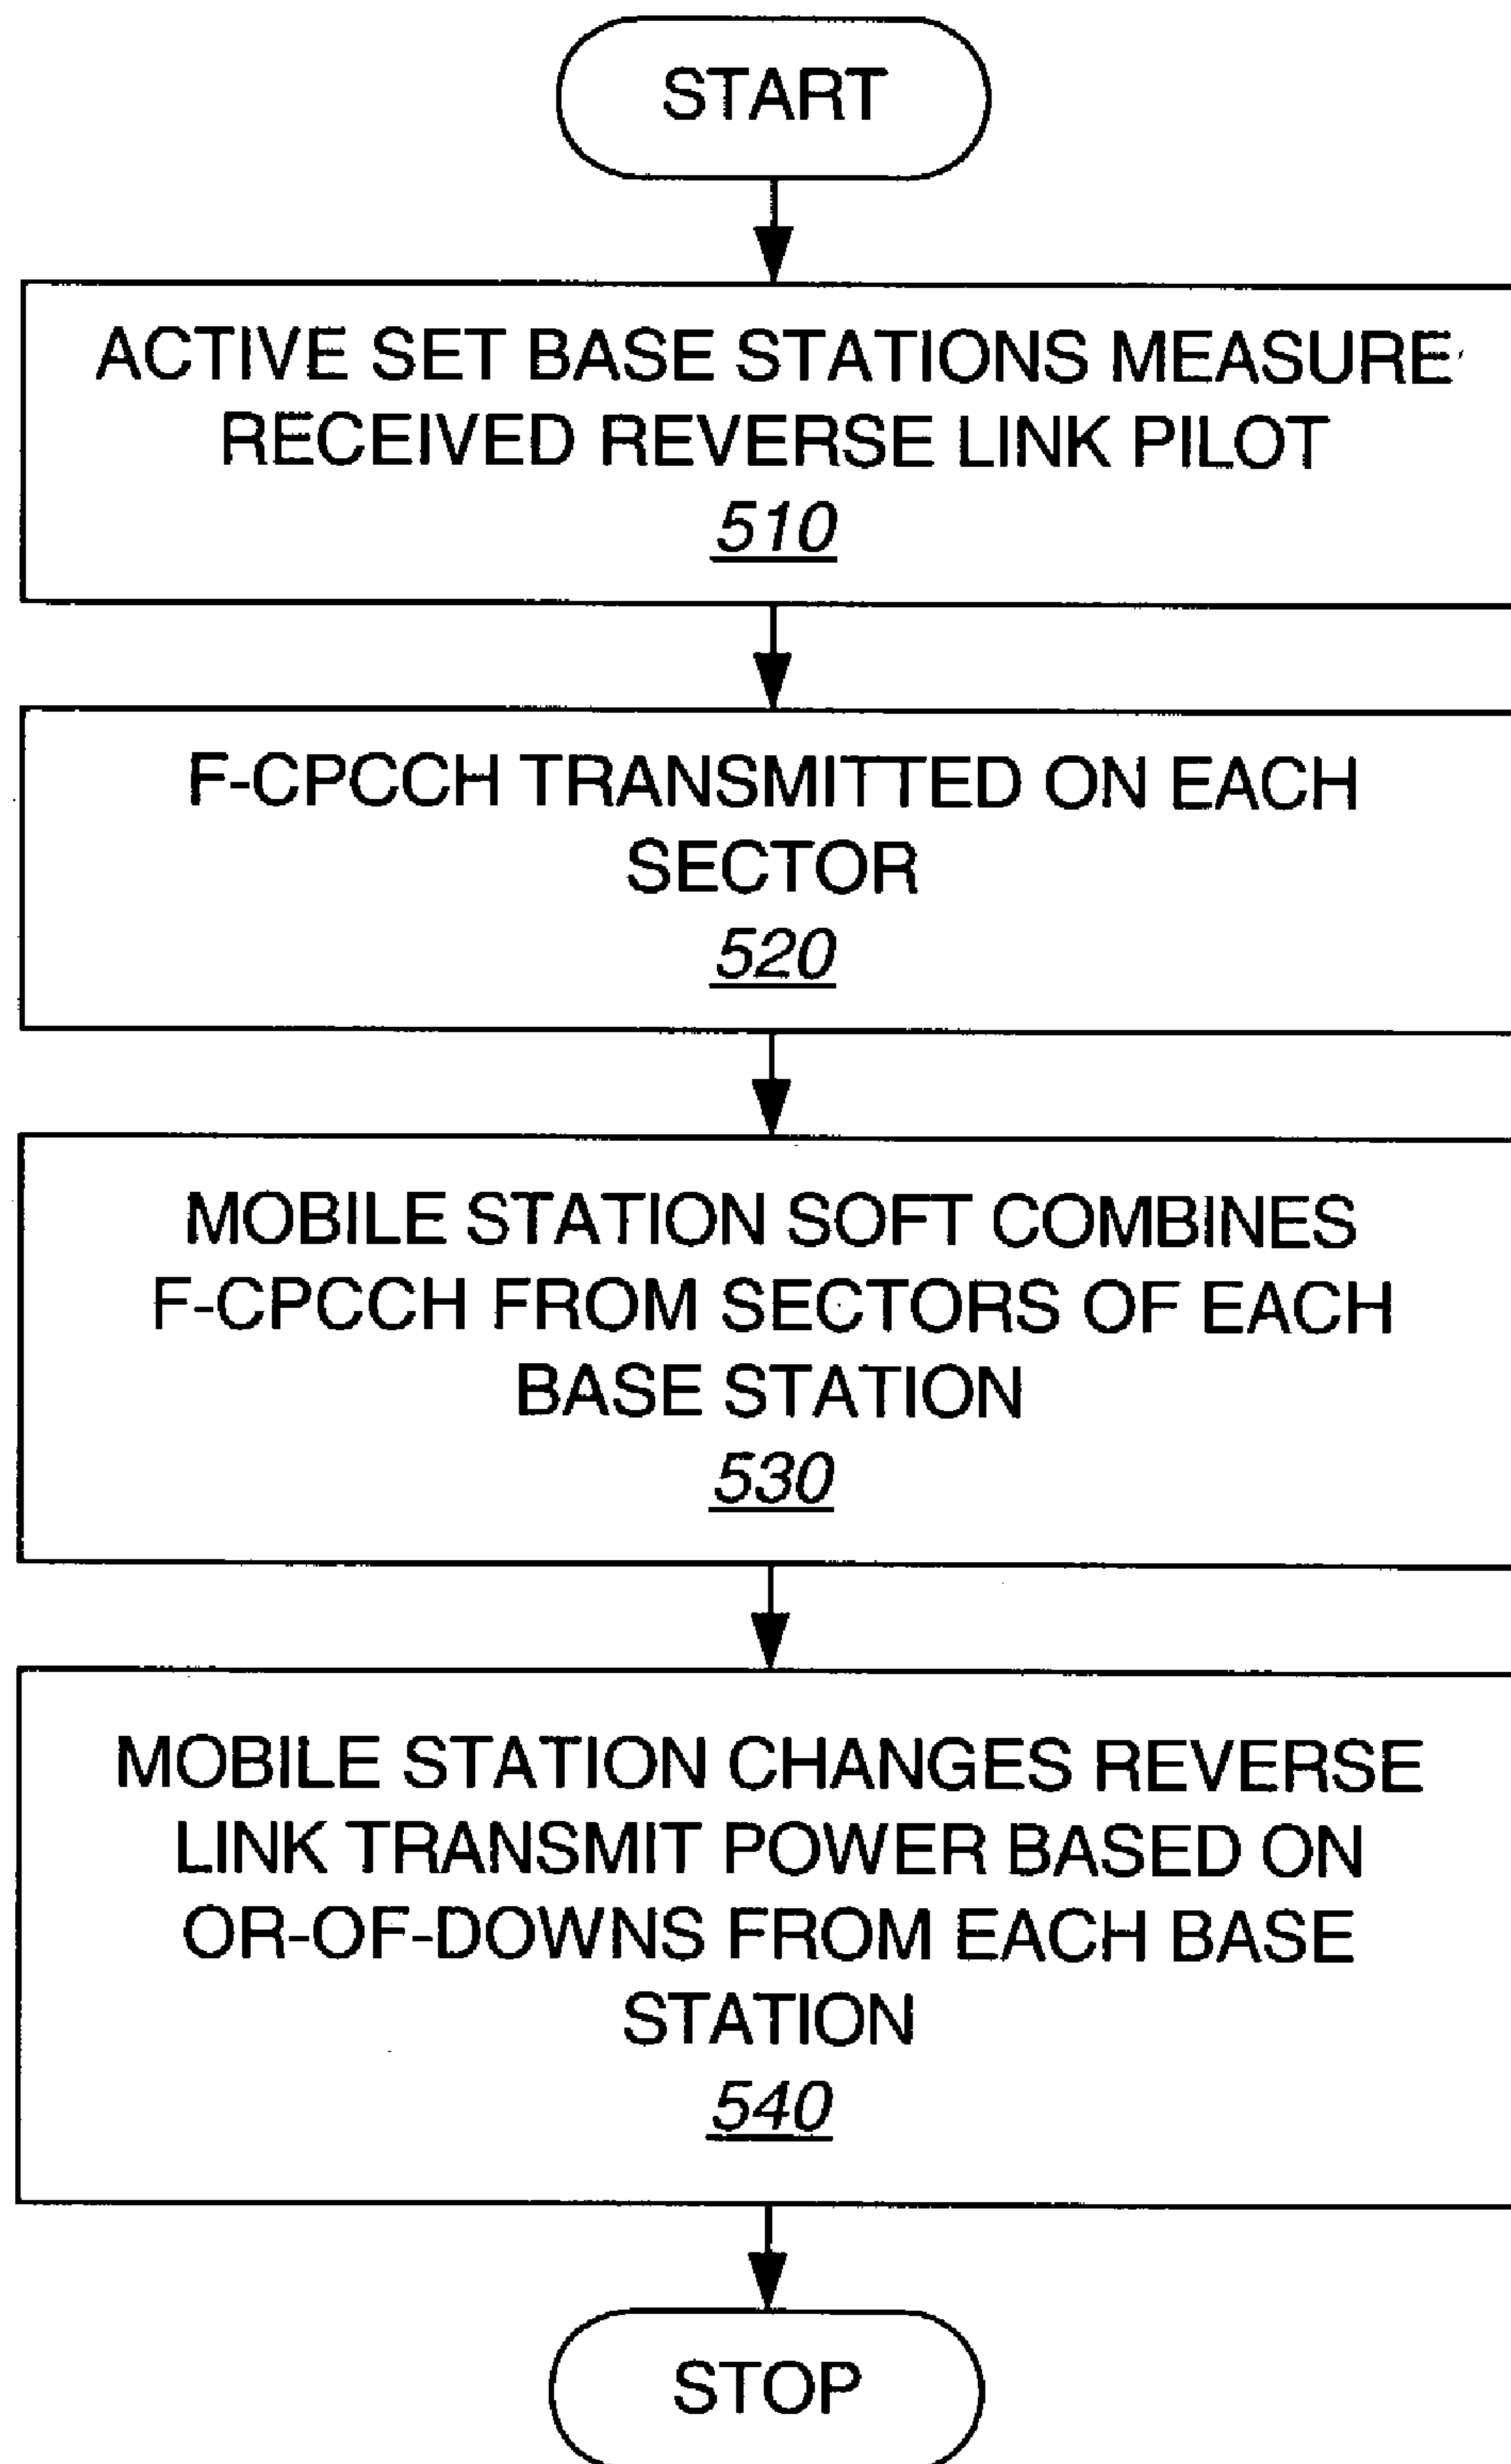 START
ACTIVE SET BASE STATIONS MEASURE
RECEIVED REVERSE LINK PILOT
510
F-CPCCH TRANSMITTED ON EACH
SECTOR
520
MOBILE STATION SOFT COMBINES
F-CPCCH FROM SECTORS OF EACH
BASE STATION
530
MOBILE STATION CHANGES REVERSE
LINK TRANSMIT POWER BASED ON
OR-OF-DOWNS FROM EACH BASE
STATION
540
STOP